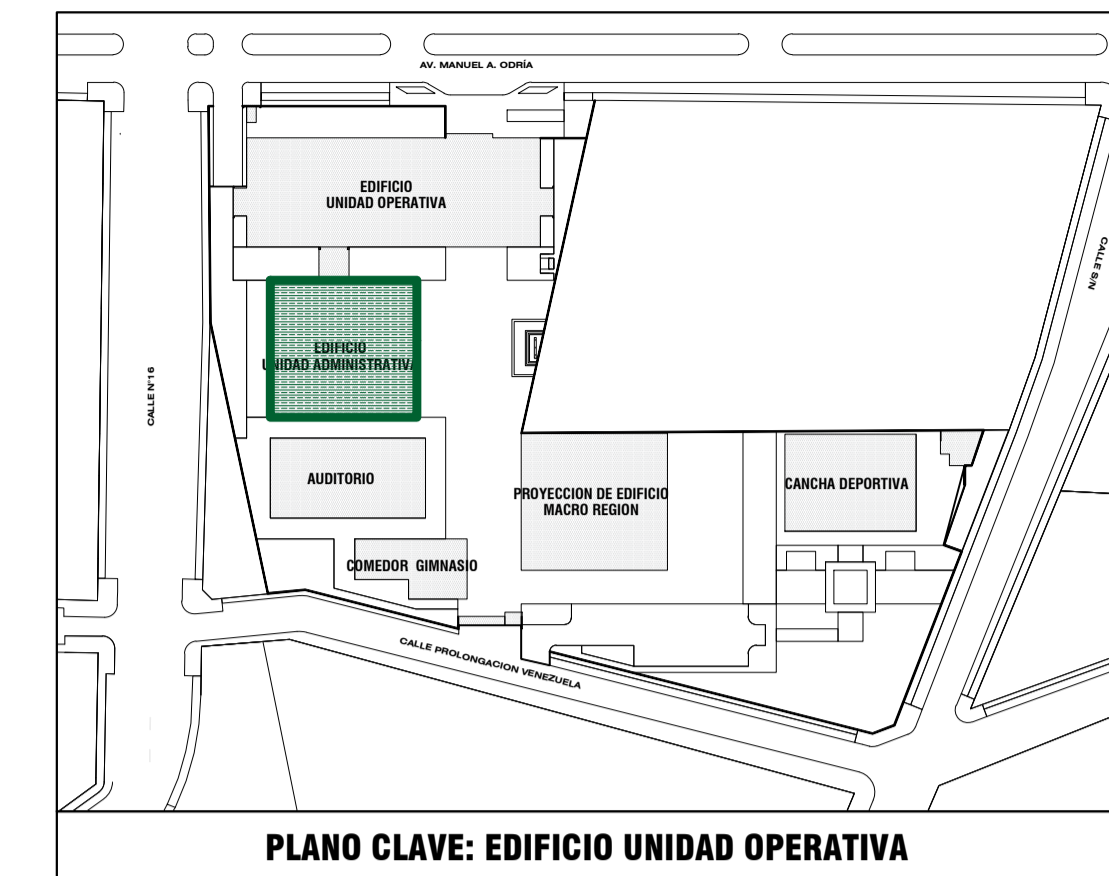 AV. MANUEL A. ODRÍA
EDIFICIO
UNIDAD OPERATIVA
CALLE S/N
EDIFICIO
UNIDAD ADMINISTRATIVA
CALLE N°16
AUDITORIO
PROYECCION DE EDIFICIO
MACRO REGION
CANCHA DEPORTIVA
COMEDOR GIMNASIO
CALLE PROLONGACION VENEZUELA
PLANO CLAVE: EDIFICIO UNIDAD OPERATIVA